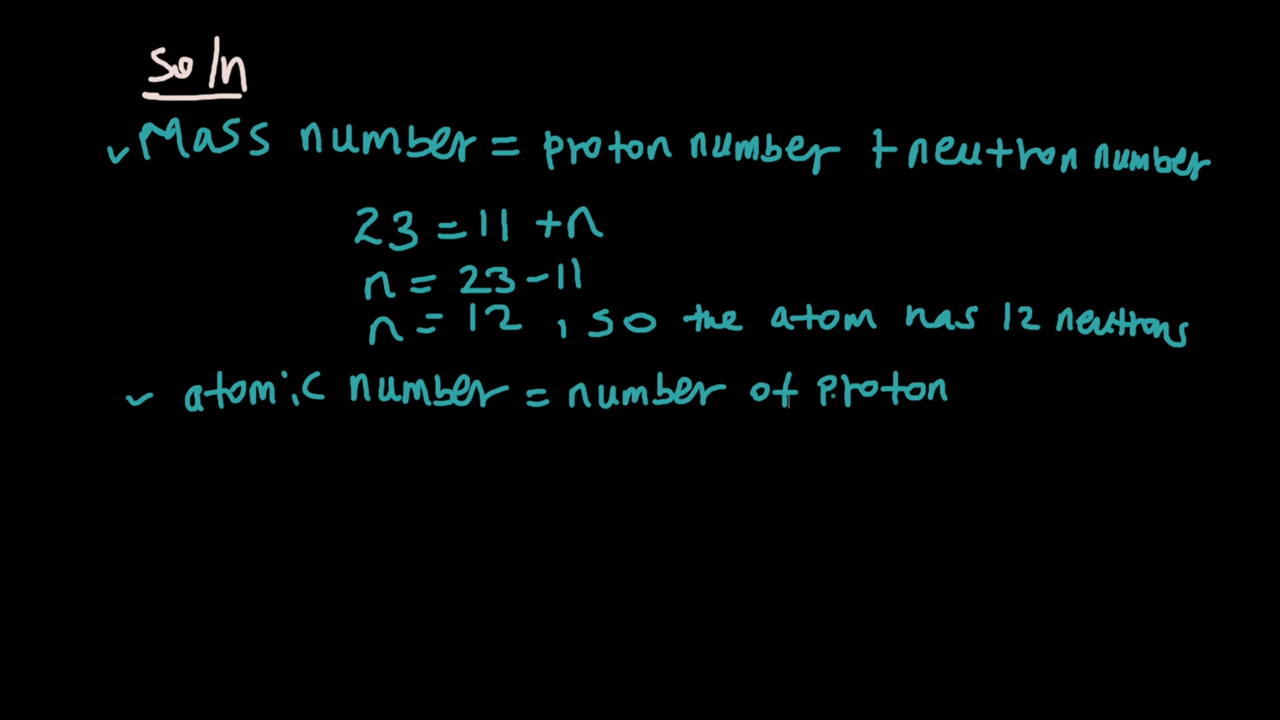 soln
✓ Mass number = proton number + neutron number
23 = 11 + n
n = 23 - 11
n = 12 , so the atom has 12 neutrons
✓ atomic number = number of proton